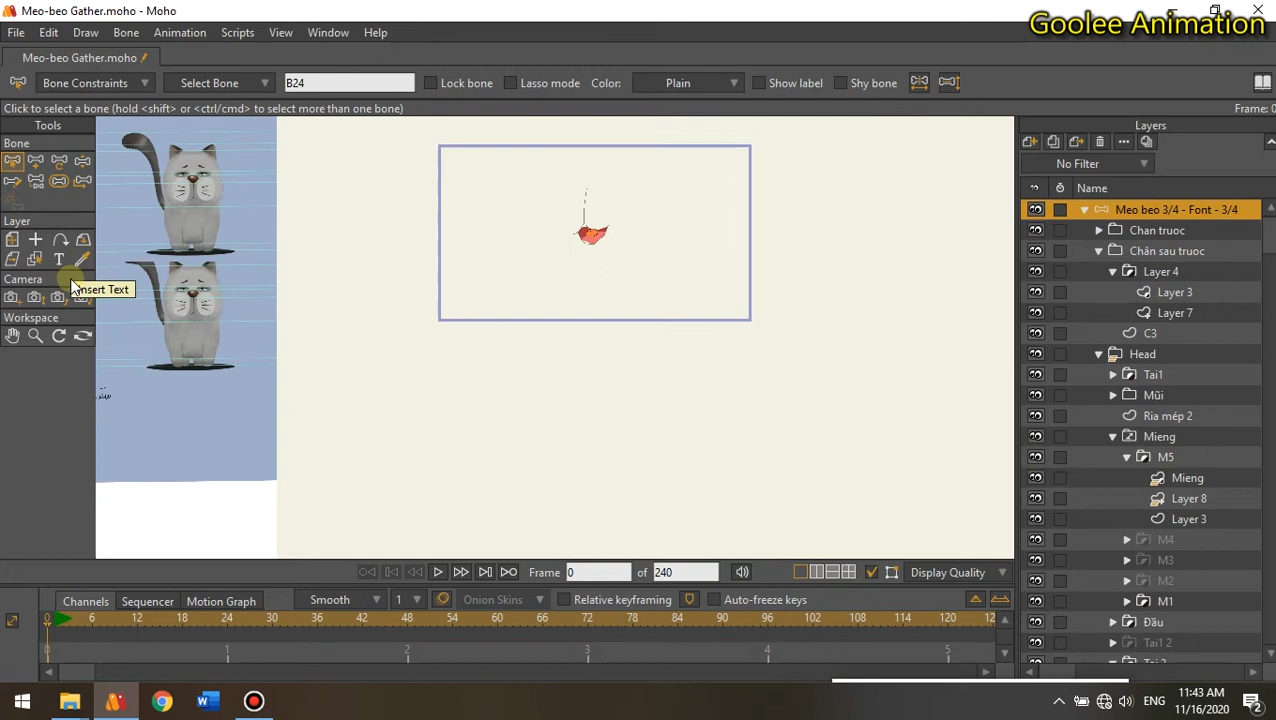 Meo-beo Gather.moho - Moho
Goolee Animation
File Edit Draw Bone Animation Scripts View Window Help
Meo-beo Gather.moho
Bone Constraints Select Bone B24 Lock bone Lasso mode Color: Plain Show label Shy bone
Click to select a bone (hold <shift> or <ctrl/cmd> to select more than one bone)
Frame: 0
Tools
Layers
Bone
No Filter
Name
Meo beo 3/4 - Font - 3/4
Layer
Chan truoc
Chân sau truoc
Layer 4
Camera
nsert Text
Layer 3
Workspace
Layer 7
C3
Head
Tai1
Mũi
Ria mép 2
Mieng
M5
Mieng
Layer 8
Layer 3
M4
M3
M2
M1
Đầu
Tai1 2
Frame 0 of 240 Display Quality
Channels Sequencer Motion Graph Smooth 1 Onion Skins Relative keyframing Auto-freeze keys
0 6 12 18 24 30 36 42 48 54 60 66 72 78 84 90 96 102 108 114 120 12
0 1 2 3 4 5
ENG
11:43 AM
11/16/2020
2